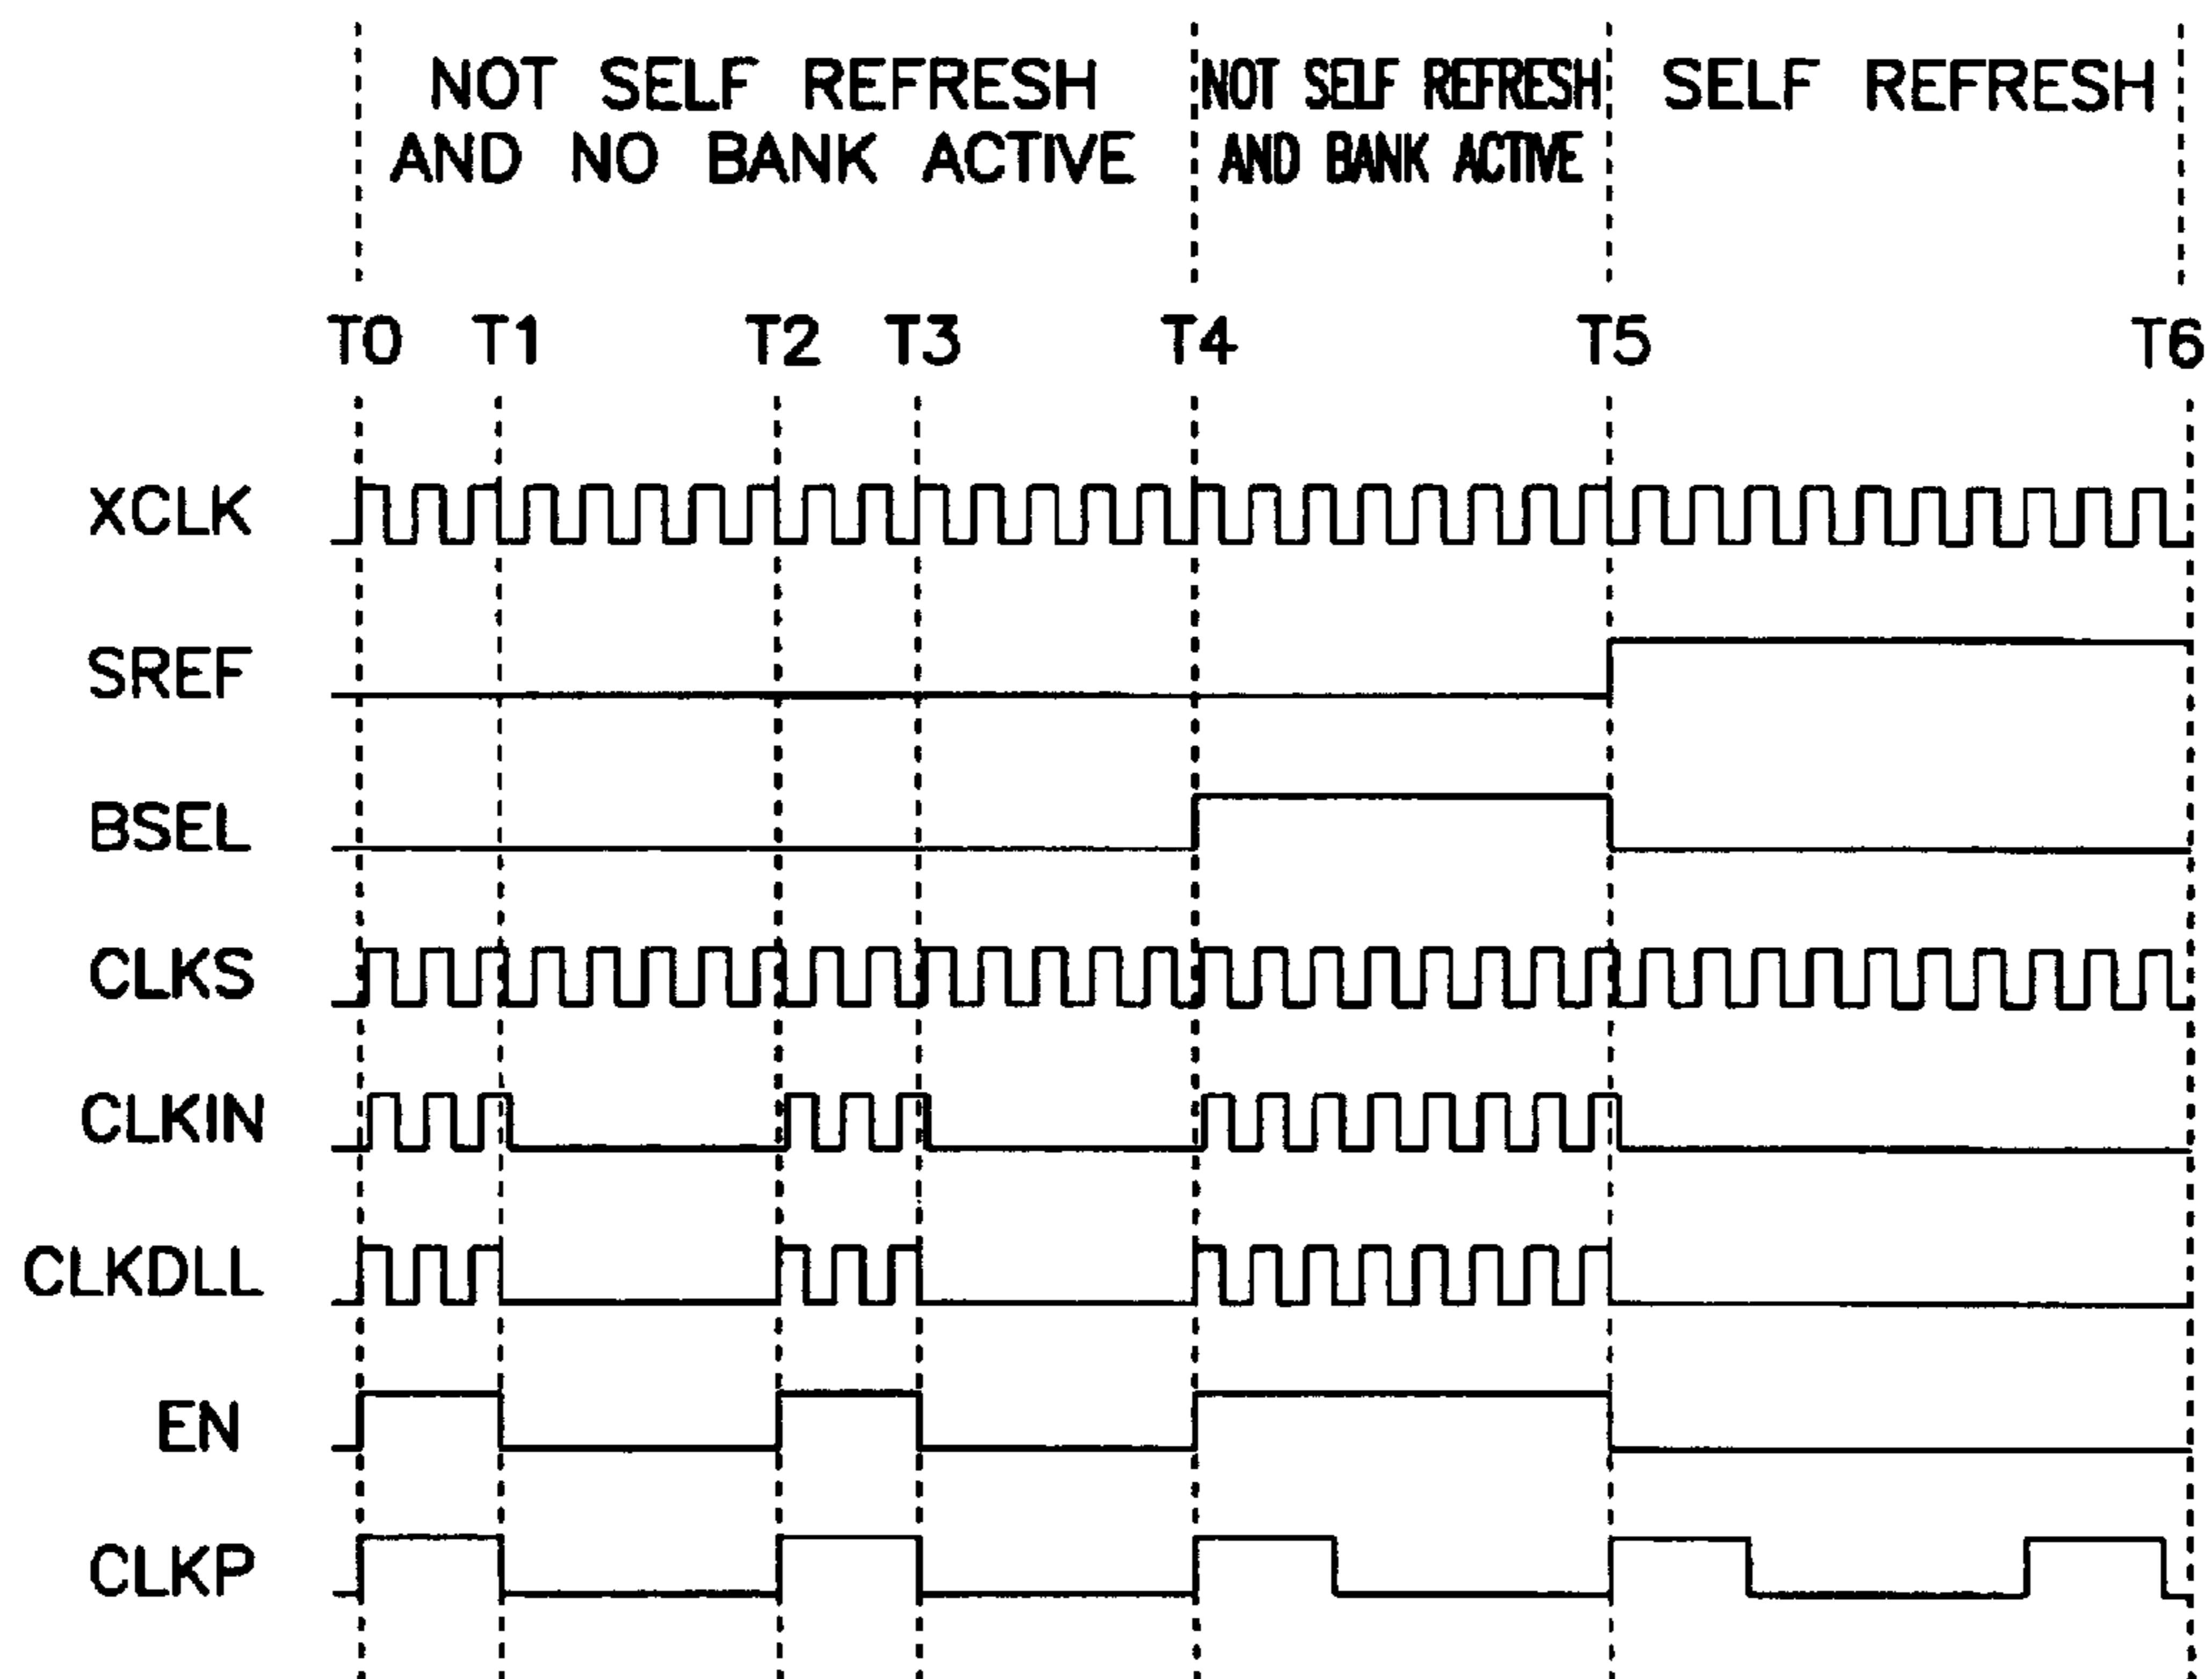 NOT SELF REFRESH
AND NO BANK ACTIVE
NOT SELF REFRESH
AND BANK ACTIVE
SELF REFRESH
T0 T1 T2 T3 T4 T5 T6
XCLK
SREF
BSEL
CLKS
CLKIN
CLKDLL
EN
CLKP